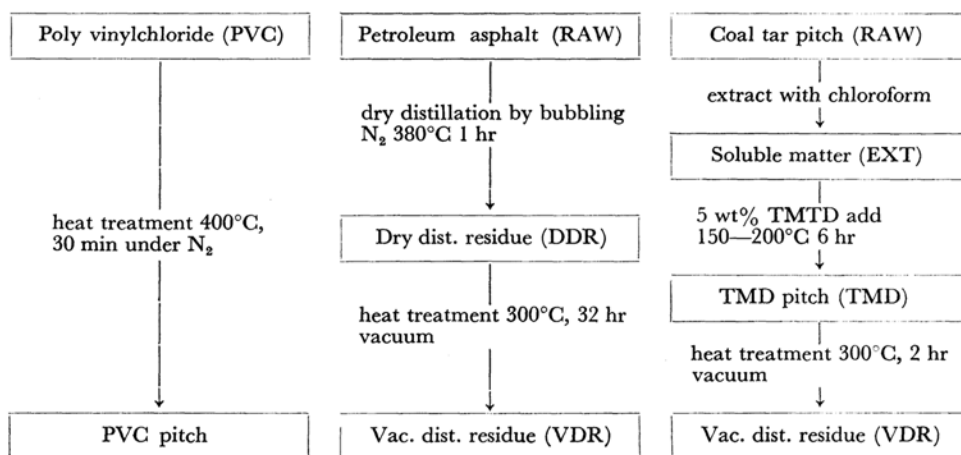 Poly vinylchloride (PVC)
heat treatment 400°C,
30 min under N₂
PVC pitch
Petroleum asphalt (RAW)
dry distillation by bubbling
N₂ 380°C 1 hr
Dry dist. residue (DDR)
heat treatment 300°C, 32 hr
vacuum
Vac. dist. residue (VDR)
Coal tar pitch (RAW)
extract with chloroform
Soluble matter (EXT)
5 wt% TMTD add
150—200°C 6 hr
TMD pitch (TMD)
heat treatment 300°C, 2 hr
vacuum
Vac. dist. residue (VDR)